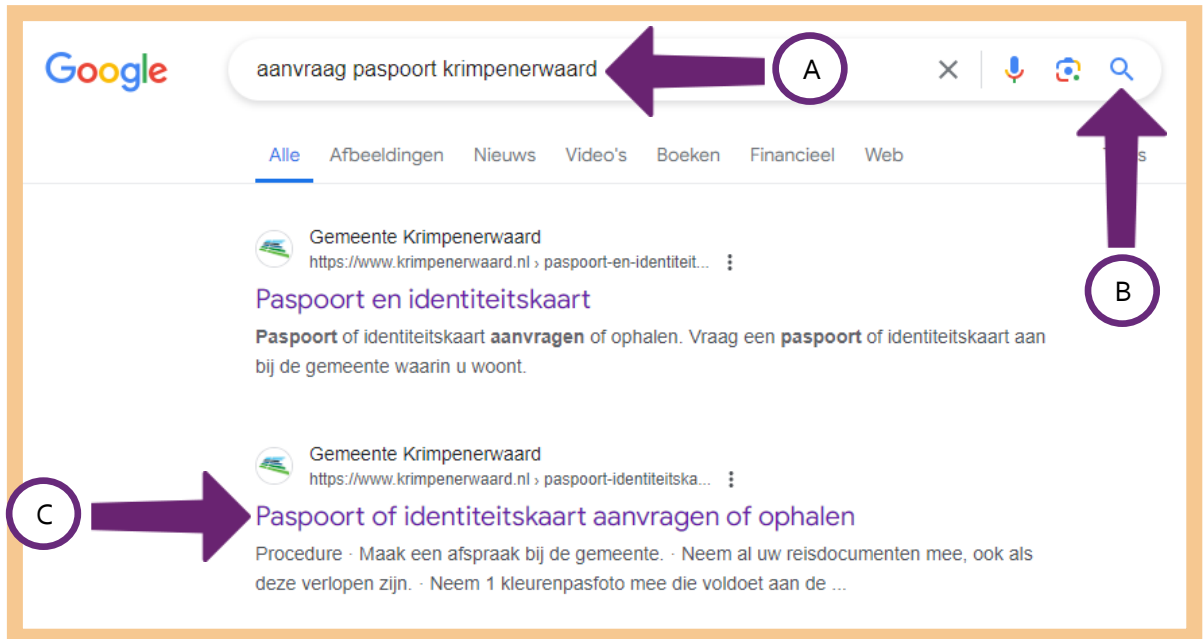 Google
aanvraag paspoort krimpenerwaard
A
Alle Afbeeldingen Nieuws Video's Boeken Financieel Web
B
Gemeente Krimpenerwaard
https://www.krimpenerwaard.nl › paspoort-en-identiteit...
Paspoort en identiteitskaart
Paspoort of identiteitskaart aanvragen of ophalen. Vraag een paspoort of identiteitskaart aan
bij de gemeente waarin u woont.
Gemeente Krimpenerwaard
https://www.krimpenerwaard.nl › paspoort-identiteitska...
C
Paspoort of identiteitskaart aanvragen of ophalen
Procedure · Maak een afspraak bij de gemeente. · Neem al uw reisdocumenten mee, ook als
deze verlopen zijn. · Neem 1 kleurenpasfoto mee die voldoet aan de ...